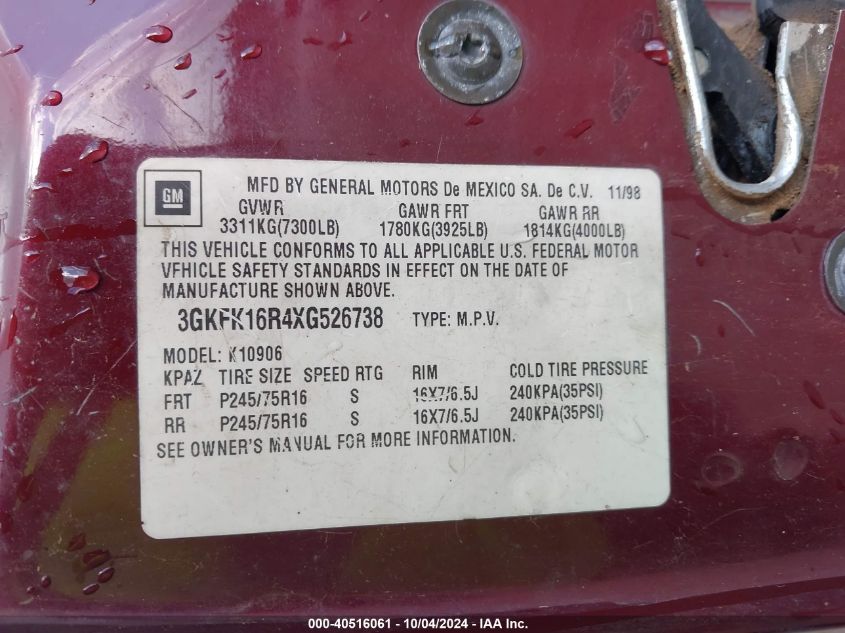 GM
MFD BY GENERAL MOTORS De MEXICO SA. De C.V. 11/98
GVWR GAWR FRT GAWR RR
3311KG(7300LB) 1780KG(3925LB) 1814KG(4000LB)
THIS VEHICLE CONFORMS TO ALL APPLICABLE U.S. FEDERAL MOTOR
VEHICLE SAFETY STANDARDS IN EFFECT ON THE DATE OF
MANUFACTURE SHOWN ABOVE.
3GKFK16R4XG526738 TYPE: M.P.V.
MODEL: K10906
KPAZ TIRE SIZE SPEED RTG RIM COLD TIRE PRESSURE
FRT P245/75R16 S 16X7/6.5J 240KPA(35PSI)
RR P245/75R16 S 16X7/6.5J 240KPA(35PSI)
SEE OWNER'S MANUAL FOR MORE INFORMATION.
000-40516061 - 10/04/2024 - IAA Inc.